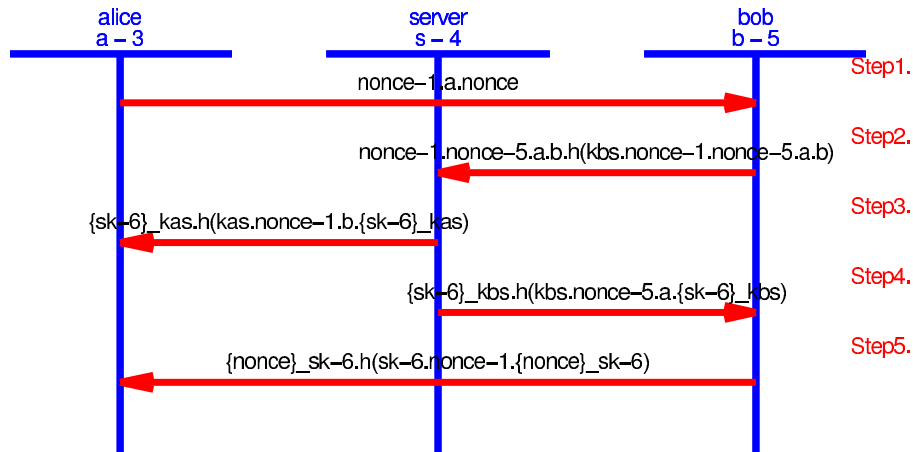 alice
a-3
server
s-4
bob
b-5
Step1.
nonce-1.a.nonce
Step2.
nonce-1.nonce-5.a.b.h(kbs.nonce-1.nonce-5.a.b)
Step3.
{sk-6}_kas.h(kas.nonce-1.b.{sk-6}_kas)
Step4.
{sk-6}_kbs.h(kbs.nonce-5.a.{sk-6}_kbs)
Step5.
{nonce}_sk-6.h(sk-6.nonce-1.{nonce}_sk-6)